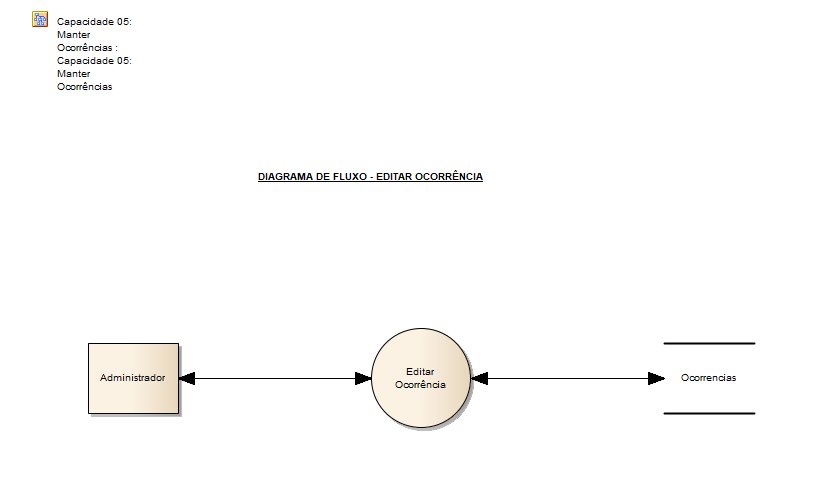 Capacidade 05:
Manter
Ocorrências :
Capacidade 05:
Manter
Ocorrências
DIAGRAMA DE FLUXO - EDITAR OCORRÊNCIA
Administrador
Editar
Ocorrência
Ocorrencias